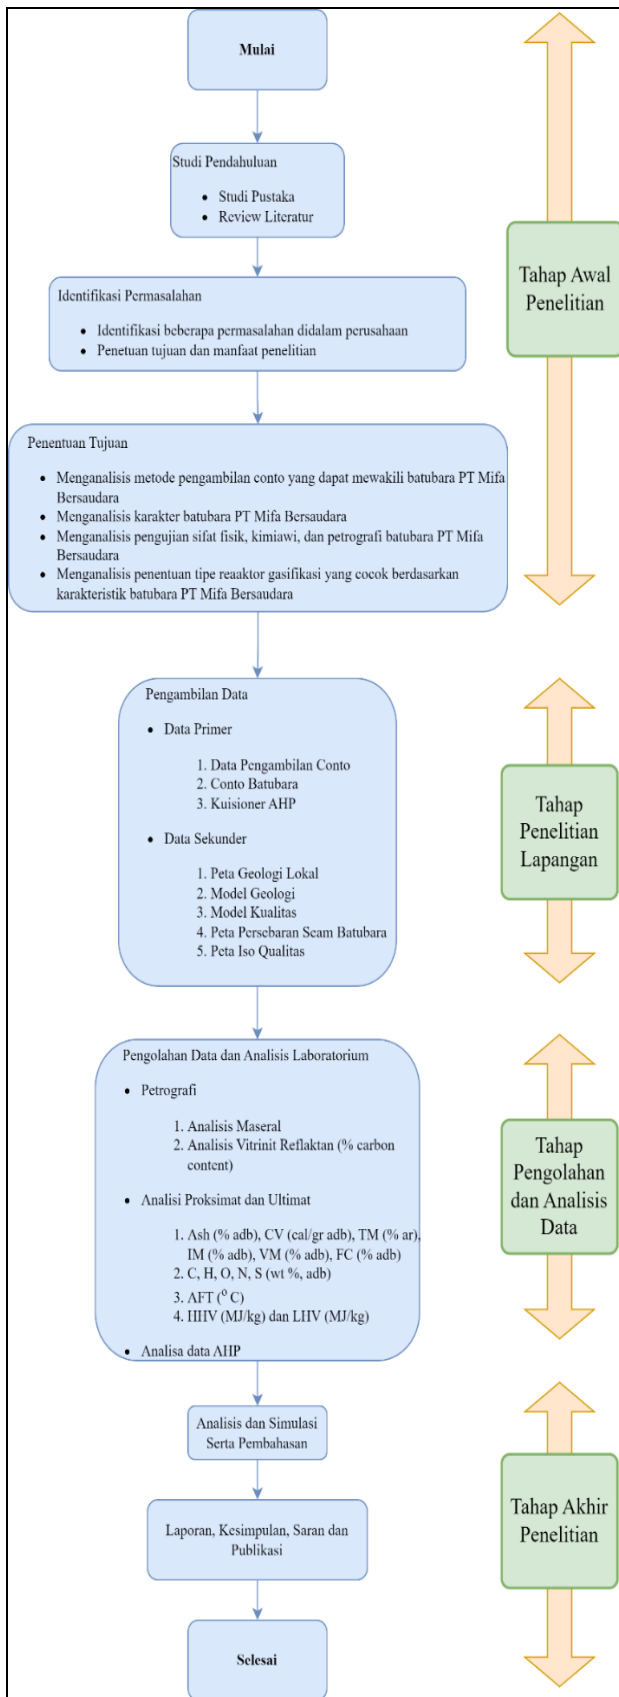 Mulai
Studi Pendahuluan
• Studi Pustaka
• Review Literatur
Identifikasi Permasalahan
• Identifikasi beberapa permasalahan didalam perusahaan
• Penetuan tujuan dan manfaat penelitian
Tahap Awal
Penelitian
Penentuan Tujuan
• Menganalisis metode pengambilan conto yang dapat mewakili batubara PT Mifa
Bersaudara
• Menganalisis karakter batubara PT Mifa Bersaudara
• Menganalisis pengujian sifat fisik, kimiawi, dan petrografi batubara PT Mifa
Bersaudara
• Menganalisis penentuan tipe reaaktor gasifikasi yang cocok berdasarkan
karakteristik batubara PT Mifa Bersaudara
Pengambilan Data
• Data Primer
1. Data Pengambilan Conto
2. Conto Batubara
3. Kuisioner AHP
• Data Sekunder
1. Peta Geologi Lokal
2. Model Geologi
3. Model Kualitas
4. Peta Persebaran Seam Batubara
5. Peta Iso Qualitas
Tahap
Penelitian
Lapangan
Pengolahan Data dan Analisis Laboratorium
• Petrografi
1. Analisis Maseral
2. Analisis Vitrinit Reflaktan (% carbon
content)
• Analisi Proksimat dan Ultimat
1. Ash (% adb), CV (cal/gr adb), TM (% ar),
IM (% adb), VM (% adb), FC (% adb)
2. C, H, O, N, S (wt %, adb)
3. AFT (° C)
4. HHV (MJ/kg) dan LHV (MJ/kg)
• Analisa data AHP
Tahap
Pengolahan
dan Analisis
Data
Analisis dan Simulasi
Serta Pembahasan
Laporan, Kesimpulan, Saran dan
Publikasi
Tahap Akhir
Penelitian
Selesai